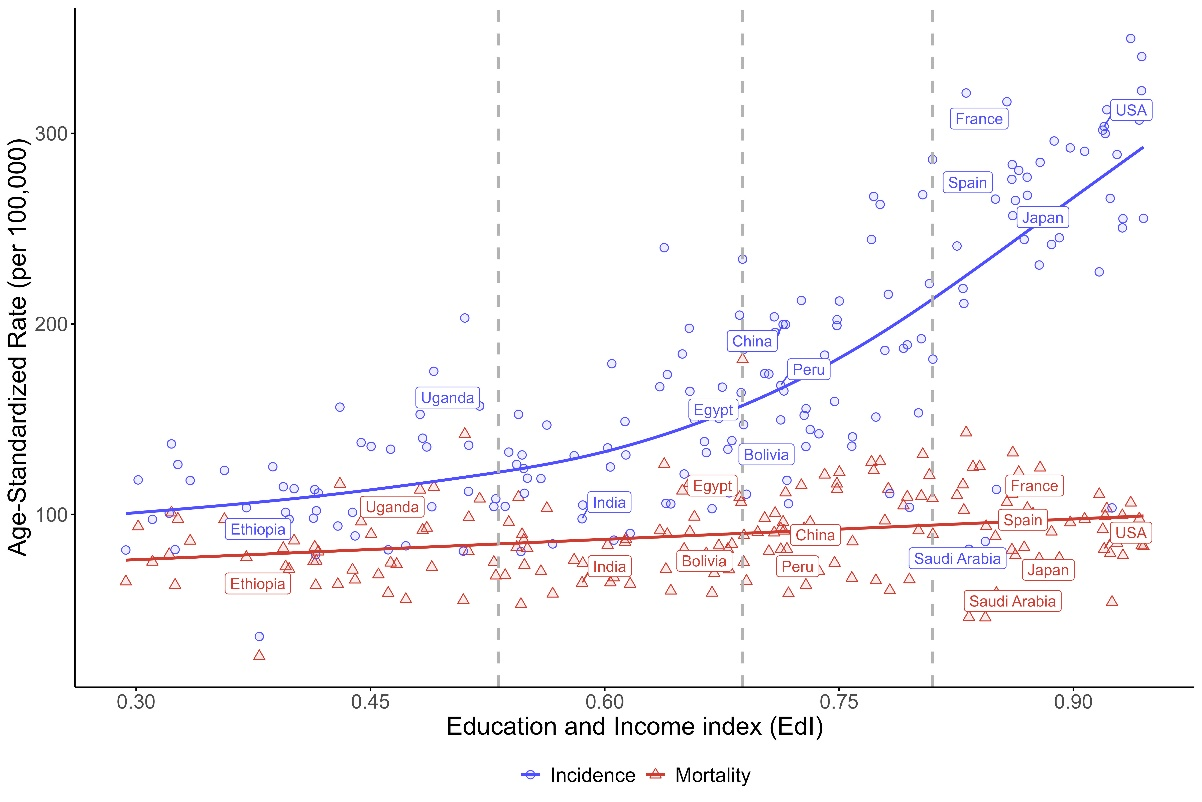 Age-Standardized Rate (per 100,000)
300
200
100
France
USA
Spain
Japan
China
Peru
Uganda
Egypt
Bolivia
Egypt
France
India
Uganda
Spain
Ethiopia
China
USA
Bolivia
Saudi Arabia
India
Peru
Japan
Ethiopia
Saudi Arabia
0.30 0.45 0.60 0.75 0.90
Education and Income index (EdI)
Incidence Mortality